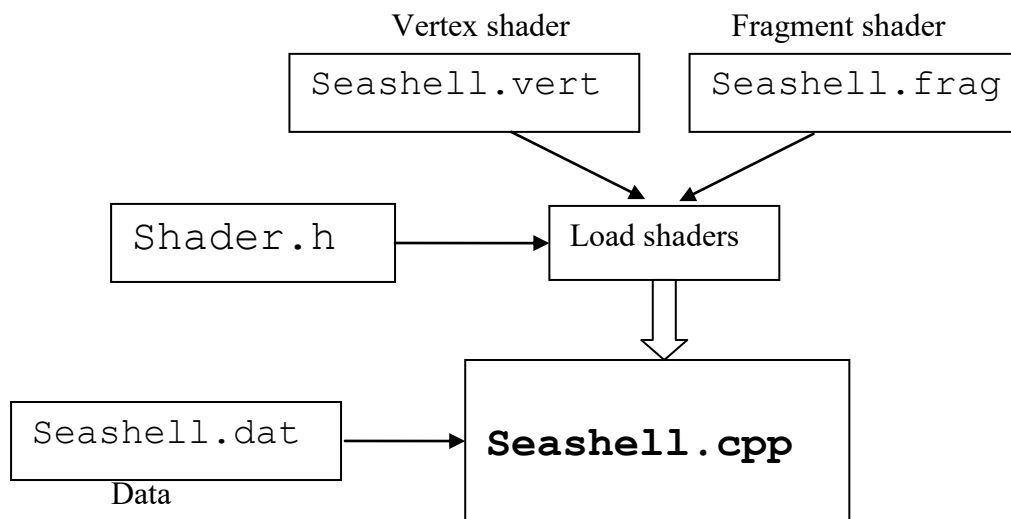 Vertex shader
Fragment shader
Seashell.vert
Seashell.frag
Shader.h
Load shaders
Seashell.dat
Seashell.cpp
Data